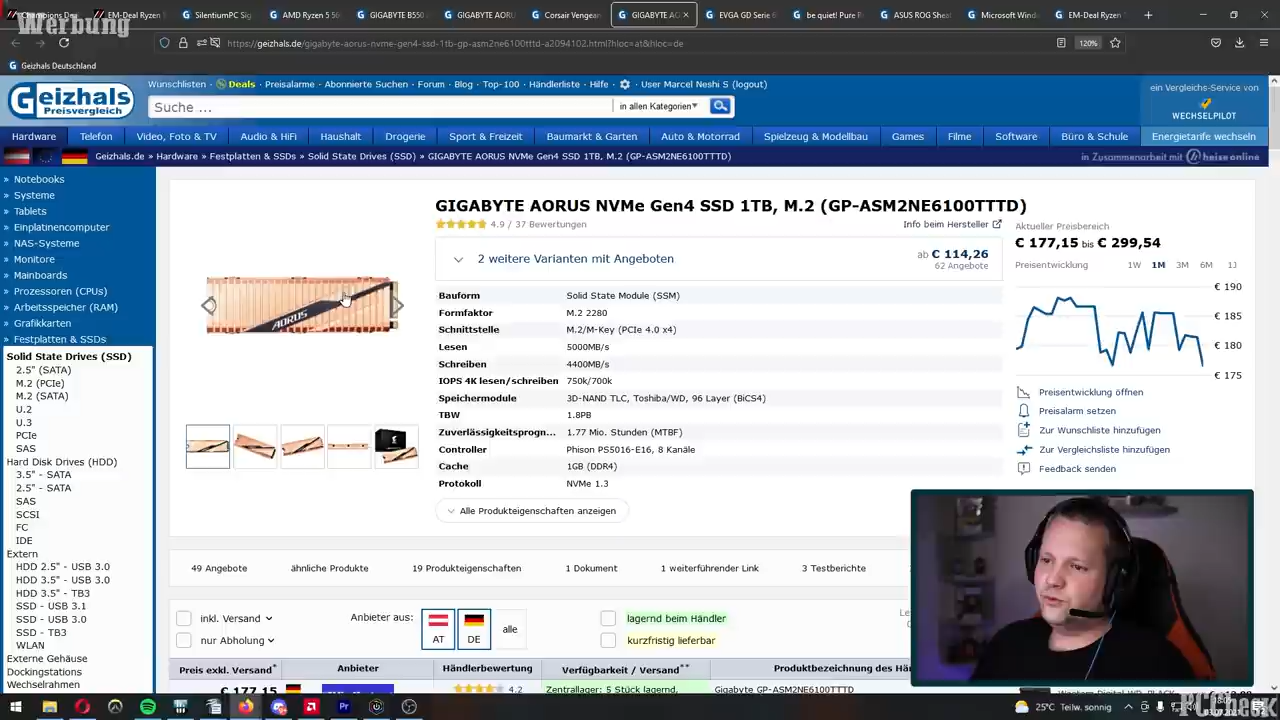 Werbung
Champions Deal
EM-Deal Ryzen
SilentiumPC Sig
AMD Ryzen 5 50
GIGABYTE B550
GIGABYTE
Corsair Vengean
GIGABYTE AO
EVGA
be quiet! Pure R
ASUS ROG Shea
Microsoft Wind
EM-Deal Ryzen
https://geizhals.de/gigabyte-aorus-nvme-gen4-ssd-1tb-gp-asm2ne6100tttd-a2094102.html?hloc=at&hloc=de
120%
Geizhals Deutschland
Geizhals
Preisvergleich
Wunschlisten · Deals · Preisalarme · Abonnierte Suchen · Forum · Blog · Top-100 · Händlerliste · Hilfe · User Marcel Neshi S (logout)
Suche ...
in allen Kategorien
ein Vergleichs-Service von
WECHSELPILOT
Hardware Telefon Video, Foto & TV Audio & HiFi Haushalt Drogerie Sport & Freizeit Baumarkt & Garten Auto & Motorrad Spielzeug & Modellbau Games Filme Software Büro & Schule Energietarife wechseln
Geizhals.de » Hardware » Festplatten & SSDs » Solid State Drives (SSD) » GIGABYTE AORUS NVMe Gen4 SSD 1TB, M.2 (GP-ASM2NE6100TTTD)
in Zusammenarbeit mit heise online
» Notebooks
» Systeme
» Tablets
» Einplatinencomputer
» NAS-Systeme
» Monitore
» Mainboards
» Prozessoren (CPUs)
» Arbeitsspeicher (RAM)
» Grafikkarten
» Festplatten & SSDs
Solid State Drives (SSD)
2.5" (SATA)
M.2 (PCIe)
M.2 (SATA)
U.2
U.3
PCIe
SAS
Hard Disk Drives (HDD)
3.5" - SATA
2.5" - SATA
SAS
SCSI
FC
IDE
Extern
HDD 2.5" - USB 3.0
HDD 3.5" - USB 3.0
HDD 3.5" - TB3
SSD - USB 3.1
SSD - USB 3.0
SSD - TB3
WLAN
Externe Gehäuse
Dockingstations
Wechselrahmen
AORUS
GIGABYTE AORUS NVMe Gen4 SSD 1TB, M.2 (GP-ASM2NE6100TTTD)
4.9 / 37 Bewertungen
Info beim Hersteller
2 weitere Varianten mit Angeboten
ab € 114,26
62 Angebote
Bauform Solid State Module (SSM)
Formfaktor M.2 2280
Schnittstelle M.2/M-Key (PCIe 4.0 x4)
Lesen 5000MB/s
Schreiben 4400MB/s
IOPS 4K lesen/schreiben 750k/700k
Speichermodule 3D-NAND TLC, Toshiba/WD, 96 Layer (BiCS4)
TBW 1.8PB
Zuverlässigkeitsprogn... 1.77 Mio. Stunden (MTBF)
Controller Phison PS5016-E16, 8 Kanäle
Cache 1GB (DDR4)
Protokoll NVMe 1.3
Alle Produkteigenschaften anzeigen
Aktueller Preisbereich
€ 177,15 bis € 299,54
Preisentwicklung 1W 1M 3M 6M 1J
€ 190
€ 185
€ 180
€ 175
Preisentwicklung öffnen
Preisalarm setzen
Zur Wunschliste hinzufügen
Zur Vergleichsliste hinzufügen
Feedback senden
49 Angebote ähnliche Produkte 19 Produkteigenschaften 1 Dokument 1 weiterführender Link 3 Testberichte
inkl. Versand
nur Abholung
Anbieter aus:
AT
DE
alle
lagernd beim Händler
kurzfristig lieferbar
Preis exkl. Versand* Anbieter Händlerbewertung Verfügbarkeit / Versand** Produktbezeichnung des Hän
€ 177,15
4.2
Zentrallager: 5 Stück lagernd,
Gigabyte GP-ASM2NE6100TTTD
25°C Teilw. sonnig
PCCheck